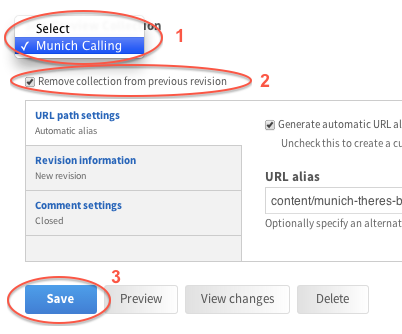 Select
✓ Munich Calling
1
Remove collection from previous revision
2
URL path settings
Automatic alias
Revision information
New revision
Comment settings
Closed
Generate automatic URL al
Uncheck this to create a cu
URL alias
content/munich-theres-b
Optionally specify an alternat
3
Save
Preview
View changes
Delete